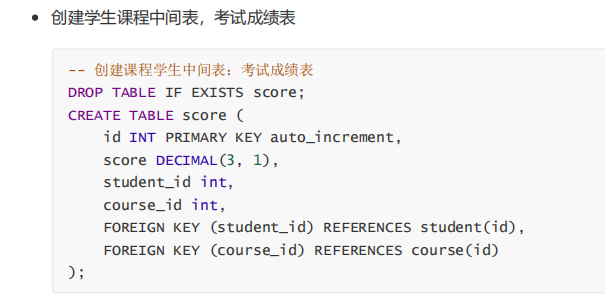 创建学生课程中间表，考试成绩表
-- 创建课程学生中间表：考试成绩表
DROP TABLE IF EXISTS score;
CREATE TABLE score (
    id INT PRIMARY KEY auto_increment,
    score DECIMAL(3, 1),
    student_id int,
    course_id int,
    FOREIGN KEY (student_id) REFERENCES student(id),
    FOREIGN KEY (course_id) REFERENCES course(id)
);